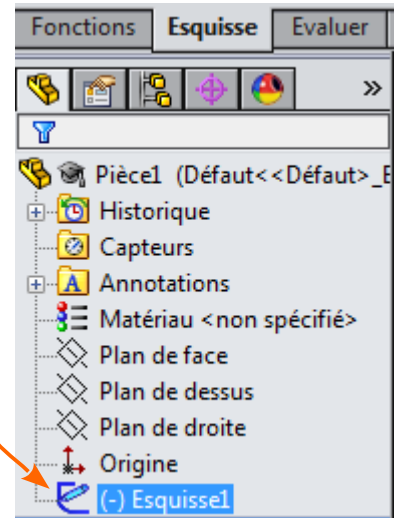 Fonctions Esquisse Evaluer
»
Pièce1 (Défaut<<Défaut>_E
Historique
Capteurs
A Annotations
Matériau <non spécifié>
Plan de face
Plan de dessus
Plan de droite
Origine
(-) Esquisse1